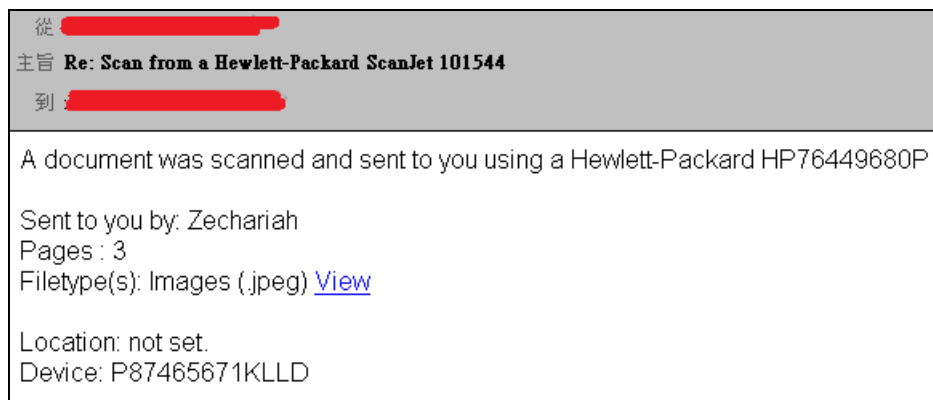 從
主旨 Re: Scan from a Hewlett-Packard ScanJet 101544
到 :
A document was scanned and sent to you using a Hewlett-Packard HP76449680P
Sent to you by: Zechariah
Pages : 3
Filetype(s): Images (.jpeg) View
Location: not set.
Device: P87465671KLLD